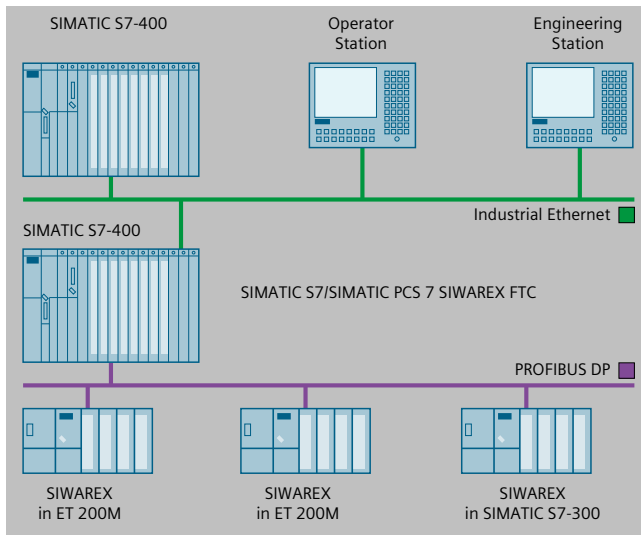 SIMATIC S7-400
Operator
Station
Engineering
Station
Industrial Ethernet
SIMATIC S7-400
SIMATIC S7/SIMATIC PCS 7 SIWAREX FTC
PROFIBUS DP
SIWAREX
in ET 200M
SIWAREX
in ET 200M
SIWAREX
in SIMATIC S7-300